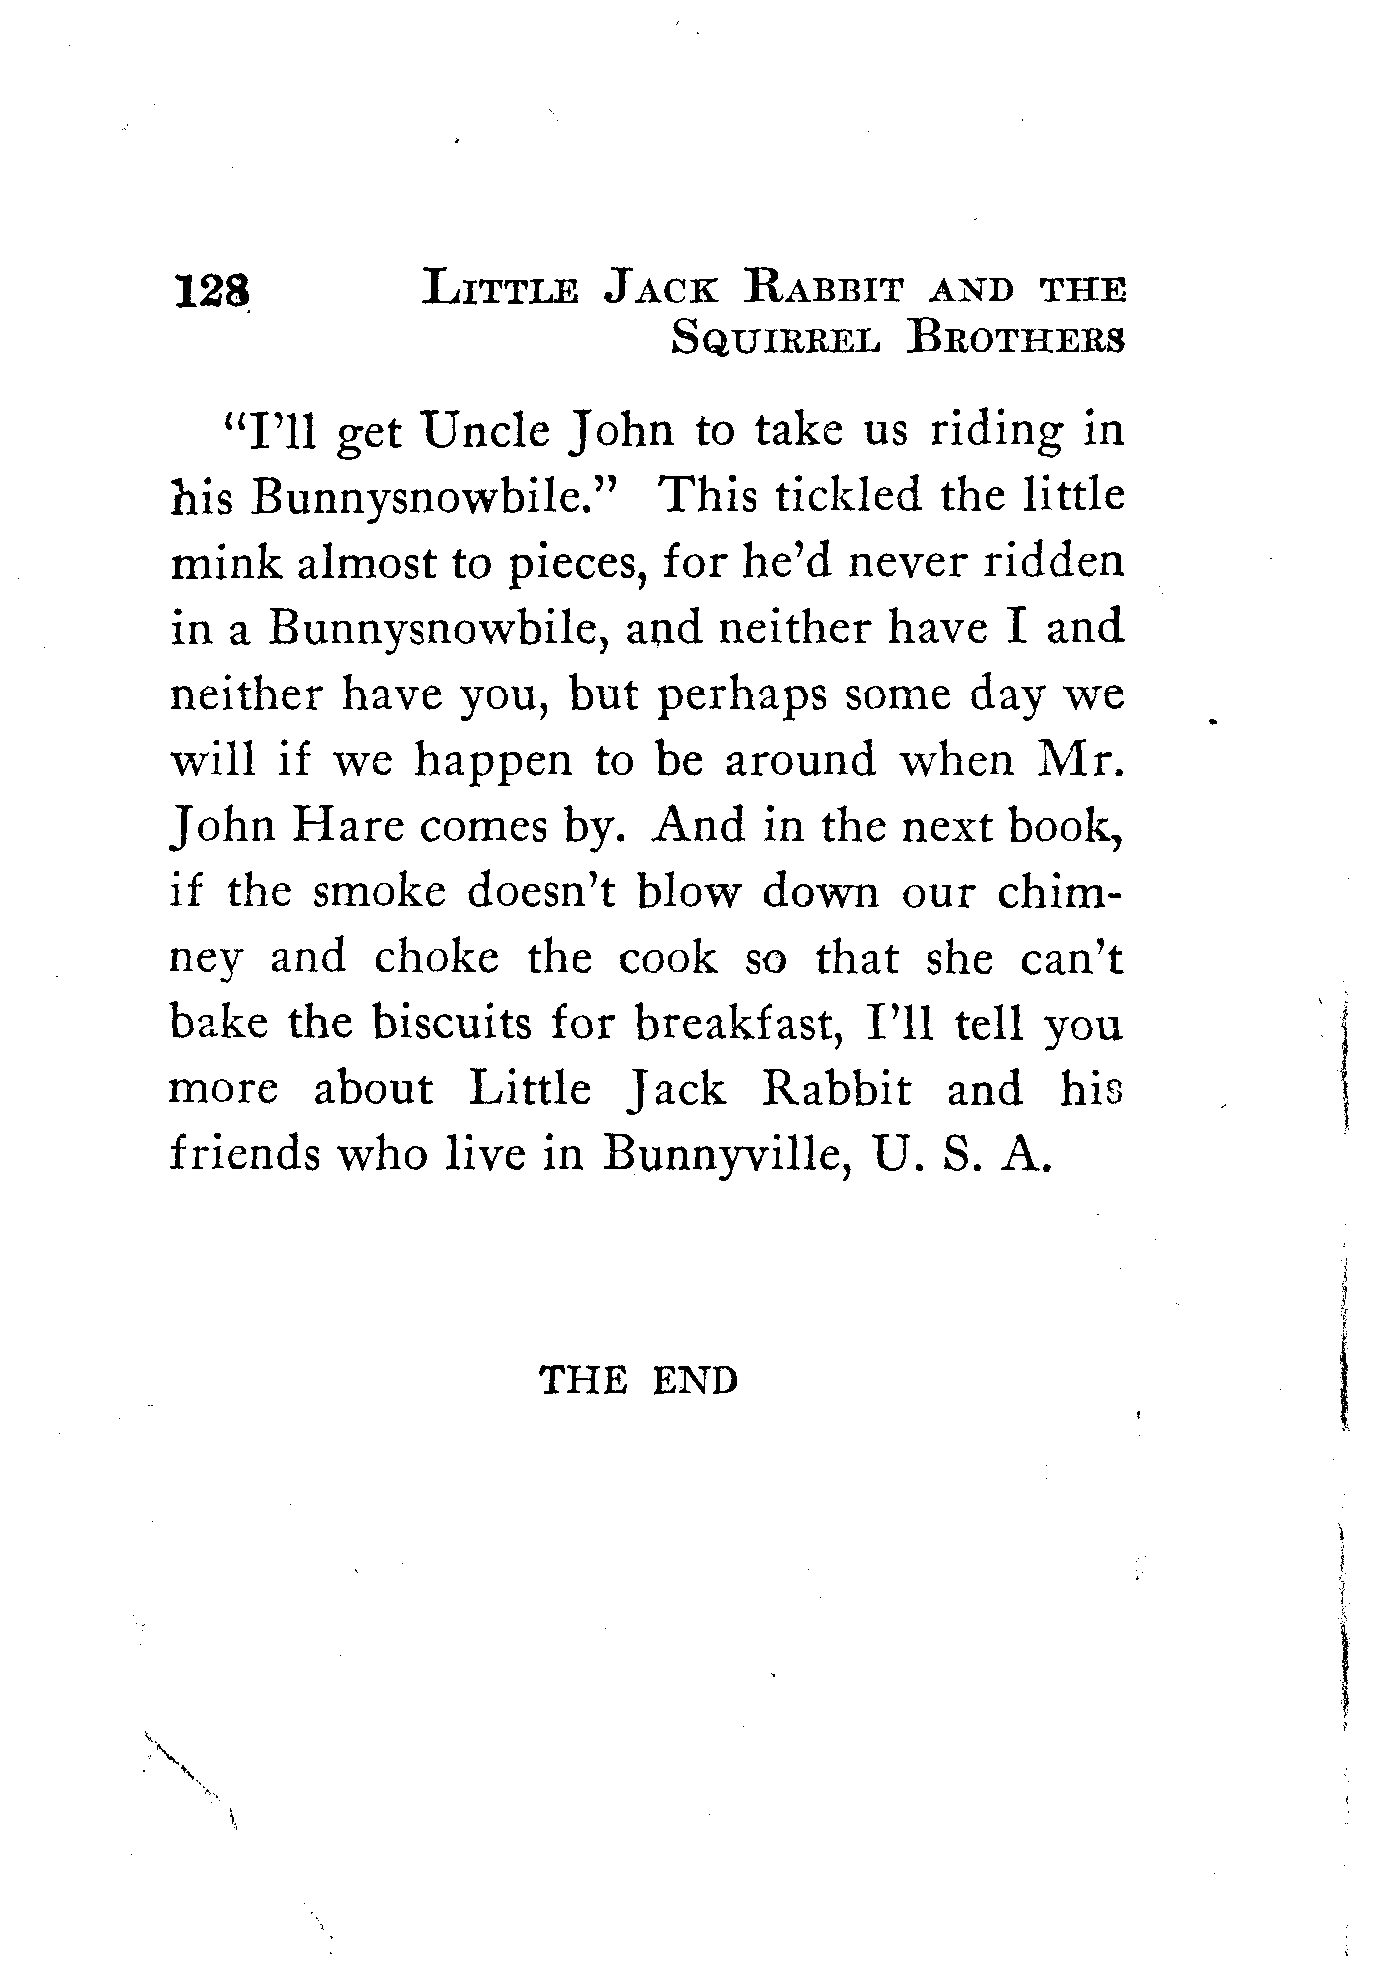 128 LITTLE JACK RABBIT AND THE
SQUIRREL BROTHERS
"I'll get Uncle John to take us riding in
his Bunnysnowbile." This tickled the little
mink almost to pieces, for he'd never ridden
in a Bunnysnowbile, and neither have I and
neither have you, but perhaps some day we
will if we happen to be around when Mr.
John Hare comes by. And in the next book,
if the smoke doesn't blow down our chim-
ney and choke the cook so that she can't
bake the biscuits for breakfast, I'll tell you
more about Little Jack Rabbit and his
friends who live in Bunnyville, U. S. A.
THE END